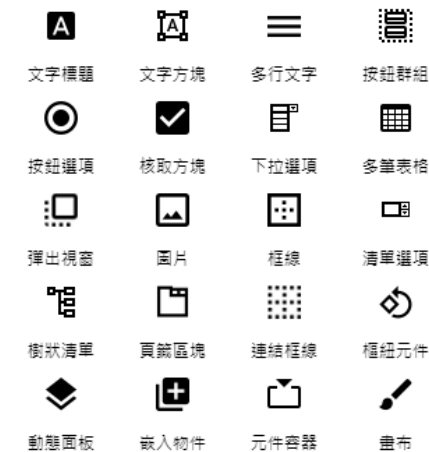 A
A
文字標題 文字方塊 多行文字 按鈕群組
按鈕選項 核取方塊 下拉選項 多筆表格
彈出視窗 圖片 框線 清單選項
樹狀清單 頁籤區塊 連結框線 樞紐元件
動態面板 嵌入物件 元件容器 畫布